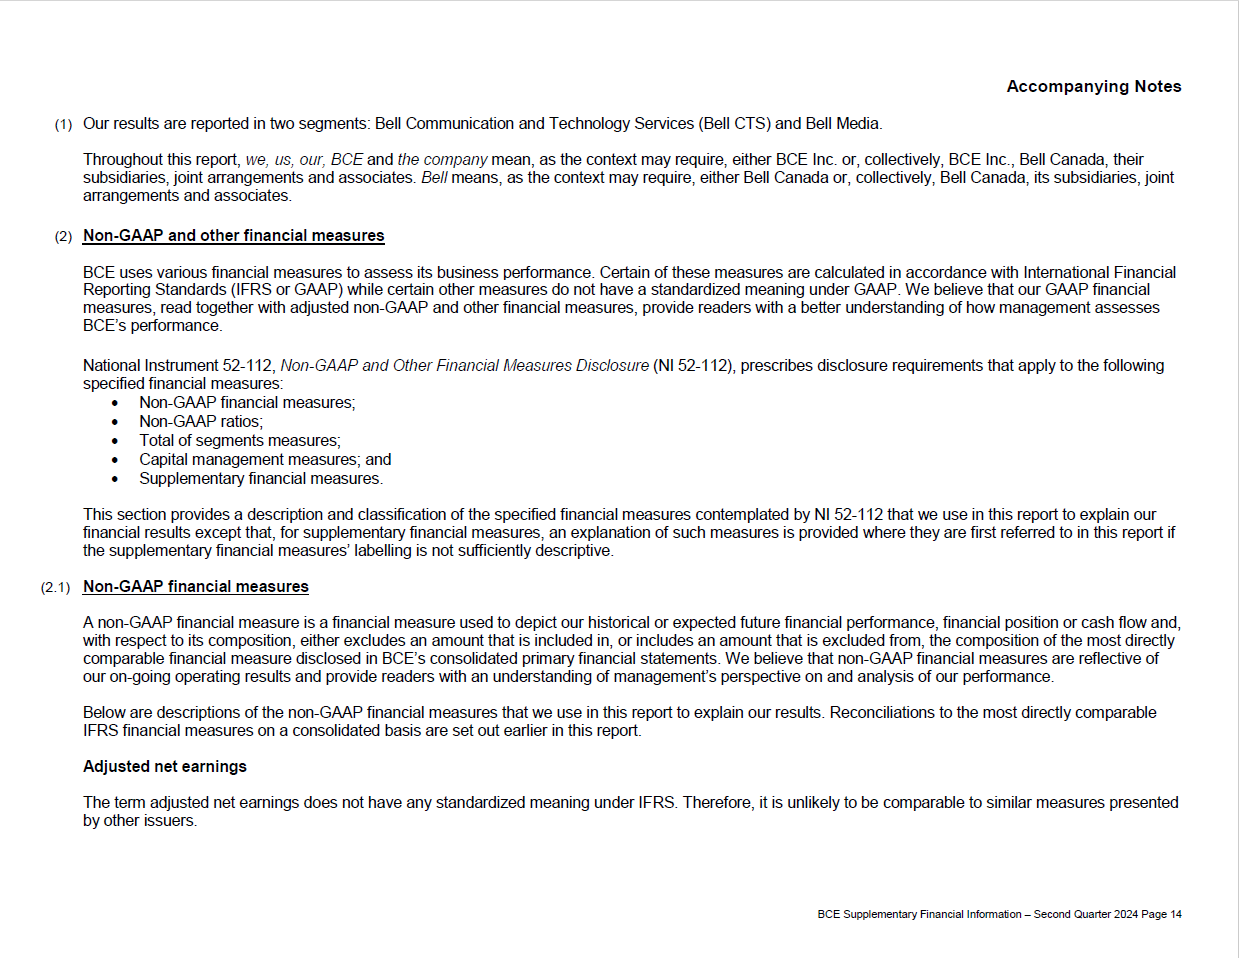 Accompanying Notes
(1) Our results are reported in two segments: Bell Communication and Technology Services (Bell CTS) and Bell Media.
Throughout this report, we, us, our, BCE and the company mean, as the context may require, either BCE Inc. or, collectively, BCE Inc., Bell Canada, their
subsidiaries, joint arrangements and associates. Bell means, as the context may require, either Bell Canada or, collectively, Bell Canada, its subsidiaries, joint
arrangements and associates.
(2) Non-GAAP and other financial measures
BCE uses various financial measures to assess its business performance. Certain of these measures are calculated in accordance with International Financial
Reporting Standards (IFRS or GAAP) while certain other measures do not have a standardized meaning under GAAP. We believe that our GAAP financial
measures, read together with adjusted non-GAAP and other financial measures, provide readers with a better understanding of how management assesses
BCE's performance.
National Instrument 52-112, Non-GAAP and Other Financial Measures Disclosure (NI 52-112), prescribes disclosure requirements that apply to the following
specified financial measures:
• Non-GAAP financial measures;
• Non-GAAP ratios;
• Total of segments measures;
• Capital management measures; and
• Supplementary financial measures.
This section provides a description and classification of the specified financial measures contemplated by NI 52-112 that we use in this report to explain our
financial results except that, for supplementary financial measures, an explanation of such measures is provided where they are first referred to in this report if
the supplementary financial measures' labelling is not sufficiently descriptive.
(2.1) Non-GAAP financial measures
A non-GAAP financial measure is a financial measure used to depict our historical or expected future financial performance, financial position or cash flow and,
with respect to its composition, either excludes an amount that is included in, or includes an amount that is excluded from, the composition of the most directly
comparable financial measure disclosed in BCE's consolidated primary financial statements. We believe that non-GAAP financial measures are reflective of
our on-going operating results and provide readers with an understanding of management's perspective on and analysis of our performance.
Below are descriptions of the non-GAAP financial measures that we use in this report to explain our results. Reconciliations to the most directly comparable
IFRS financial measures on a consolidated basis are set out earlier in this report.
Adjusted net earnings
The term adjusted net earnings does not have any standardized meaning under IFRS. Therefore, it is unlikely to be comparable to similar measures presented
by other issuers.
BCE Supplementary Financial Information – Second Quarter 2024 Page 14